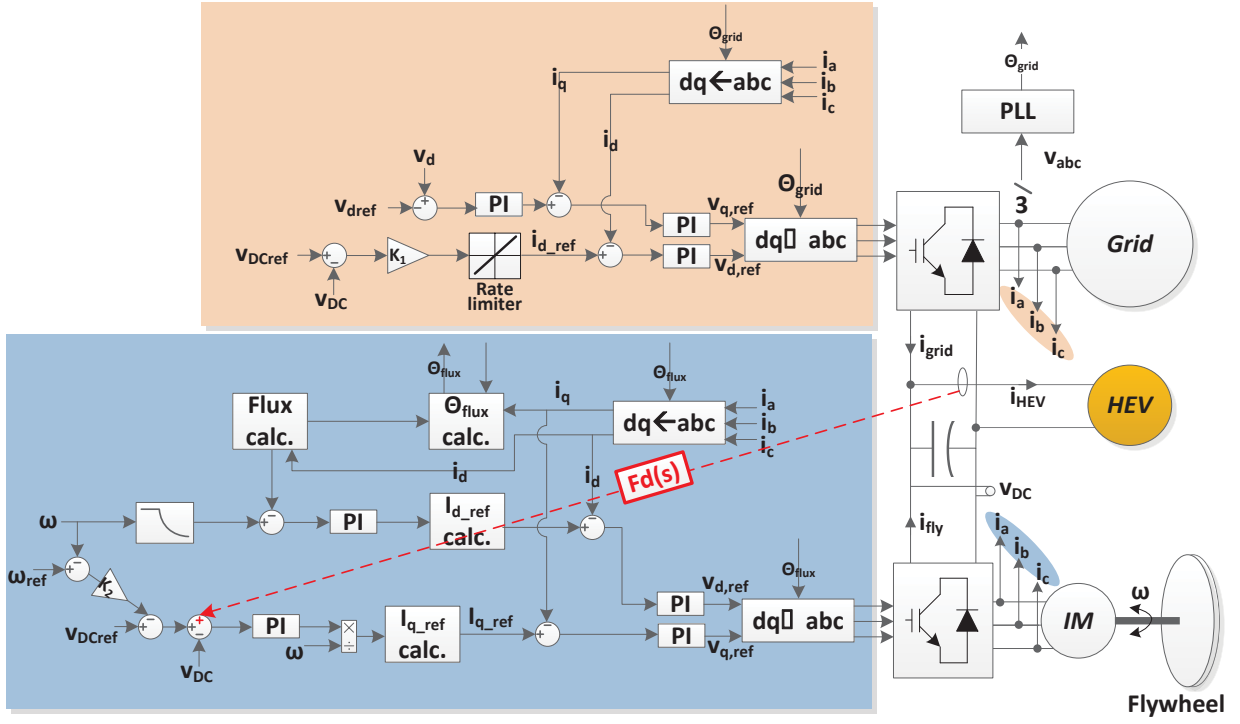 Θgrid
ia
iq
dq←abc
ib
ic
Θgrid
PLL
vabc
id
vd
3
Θgrid
vdref
PI
PI
vq,ref
dq▯ abc
Grid
vDCref
K1
id_ref
PI
vd,ref
vDC
Rate
limiter
ia
ib
ic
igrid
Θflux
Θflux
iHEV
HEV
Flux
calc.
Θflux
calc.
iq
dq←abc
ia
ib
ic
id
id
Fd(s)
vDC
ω
PI
Id_ref
calc.
ifly
ia
ib
ic
ωref
K2
Θflux
vd,ref
ω
vDCref
PI
×
÷
Iq_ref
calc.
Iq_ref
PI
dq▯ abc
IM
PI
vq,ref
ω
vDC
Flywheel